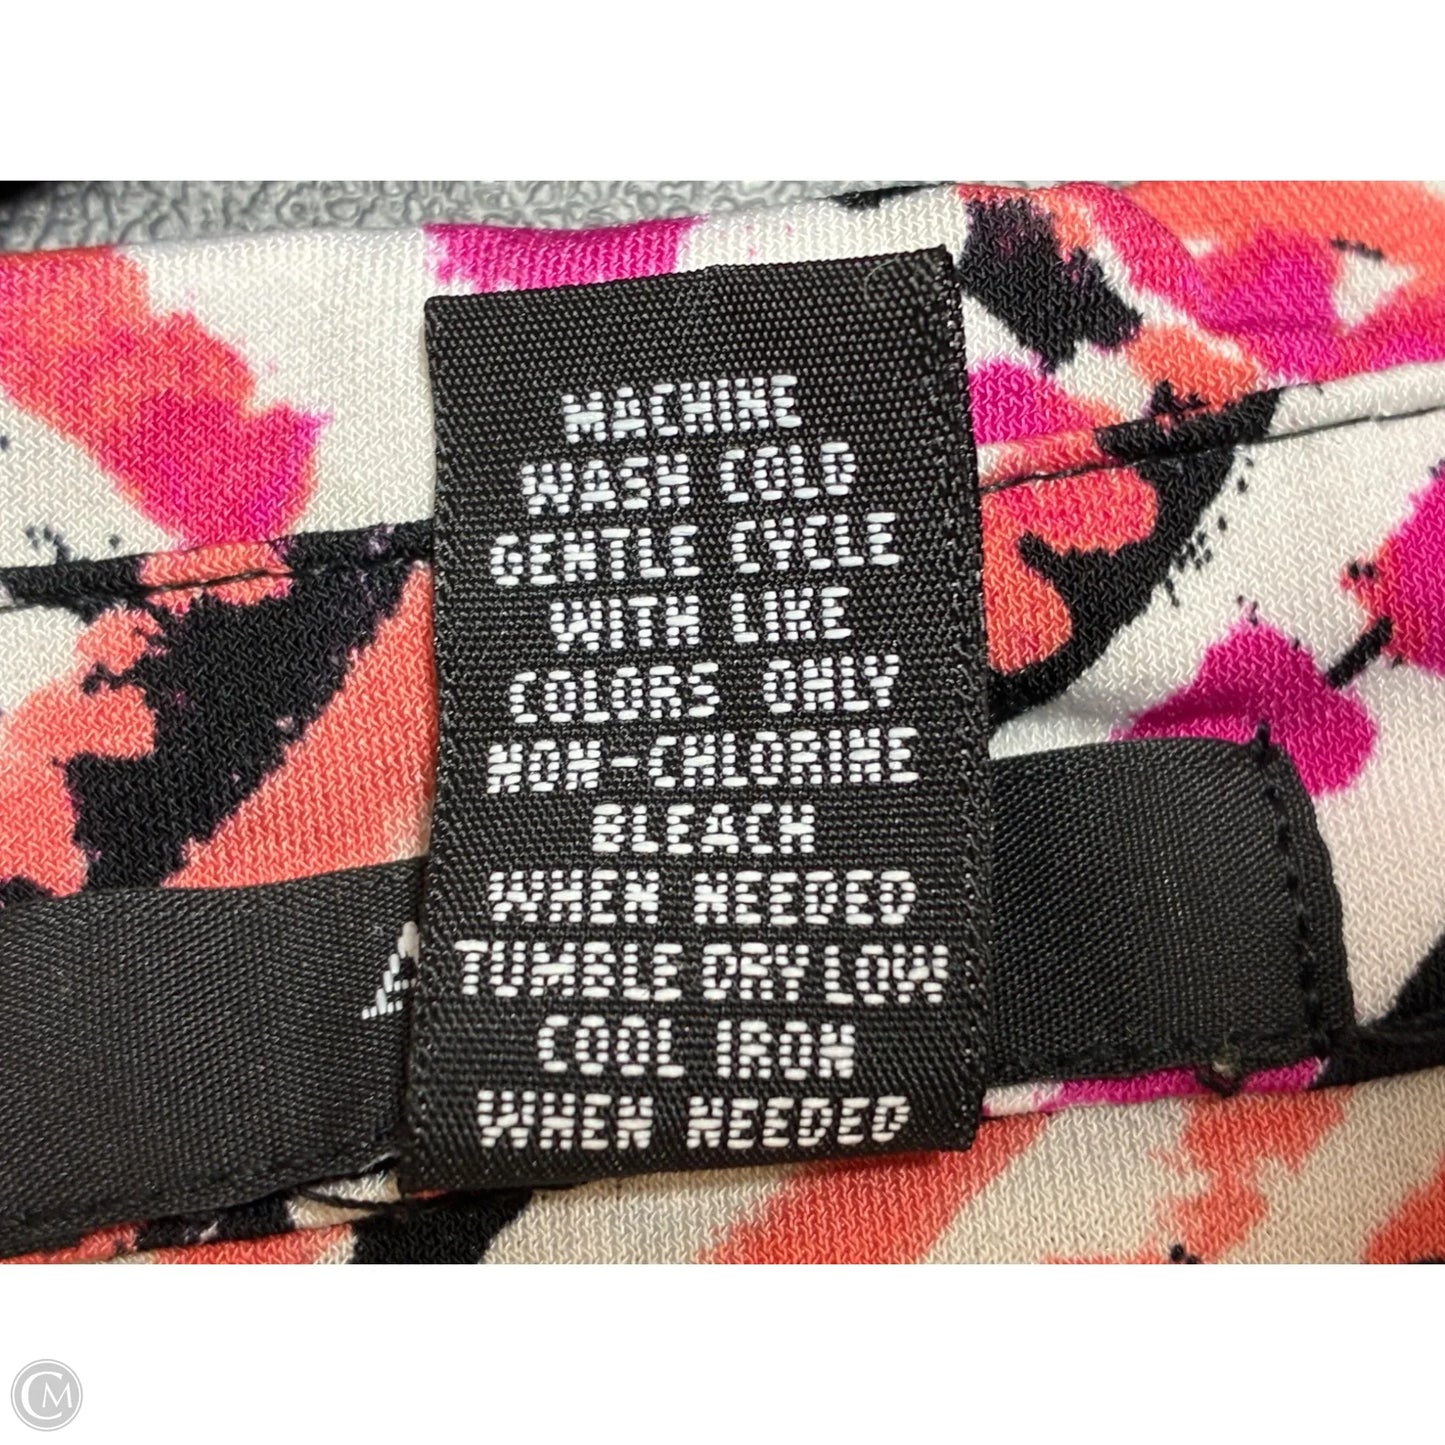 MACHINE
WASH COLD
GENTLE CYCLE
WITH LIKE
COLORS ONLY
NON-CHLORINE
BLEACH
WHEN NEEDED
TUMBLE DRY LOW
COOL IRON
WHEN NEEDED
CM